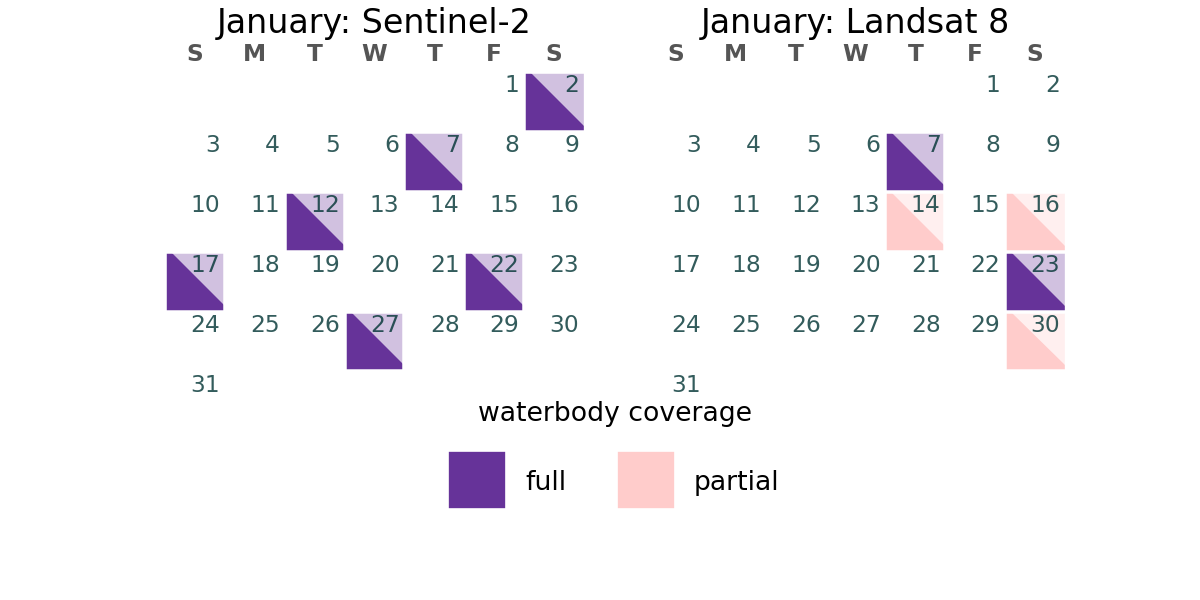 January: Sentinel-2
S M T W T F S
1 2
3 4 5 6 7 8 9
10 11 12 13 14 15 16
17 18 19 20 21 22 23
24 25 26 27 28 29 30
31
January: Landsat 8
S M T W T F S
1 2
3 4 5 6 7 8 9
10 11 12 13 14 15 16
17 18 19 20 21 22 23
24 25 26 27 28 29 30
31
waterbody coverage
full partial